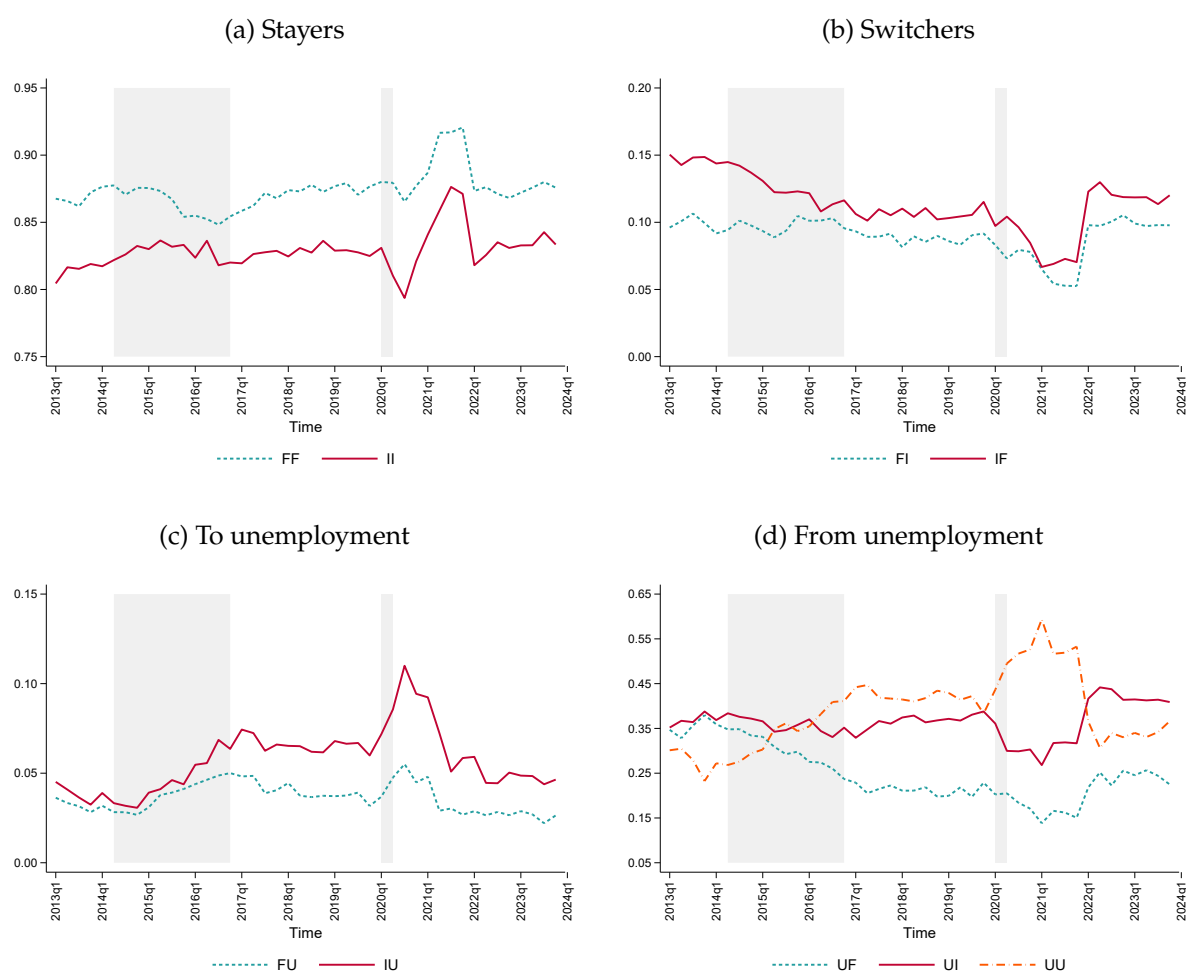 (a) Stayers
0.95
0.90
0.85
0.80
0.75
2013q1
2014q1
2015q1
2016q1
2017q1
2018q1
2019q1
2020q1
2021q1
2022q1
2023q1
2024q1
Time
FF II
(b) Switchers
0.20
0.15
0.10
0.05
0.00
2013q1
2014q1
2015q1
2016q1
2017q1
2018q1
2019q1
2020q1
2021q1
2022q1
2023q1
2024q1
Time
FI IF
(c) To unemployment
0.15
0.10
0.05
0.00
2013q1
2014q1
2015q1
2016q1
2017q1
2018q1
2019q1
2020q1
2021q1
2022q1
2023q1
2024q1
Time
FU IU
(d) From unemployment
0.65
0.55
0.45
0.35
0.25
0.15
0.05
2013q1
2014q1
2015q1
2016q1
2017q1
2018q1
2019q1
2020q1
2021q1
2022q1
2023q1
2024q1
Time
UF UI UU